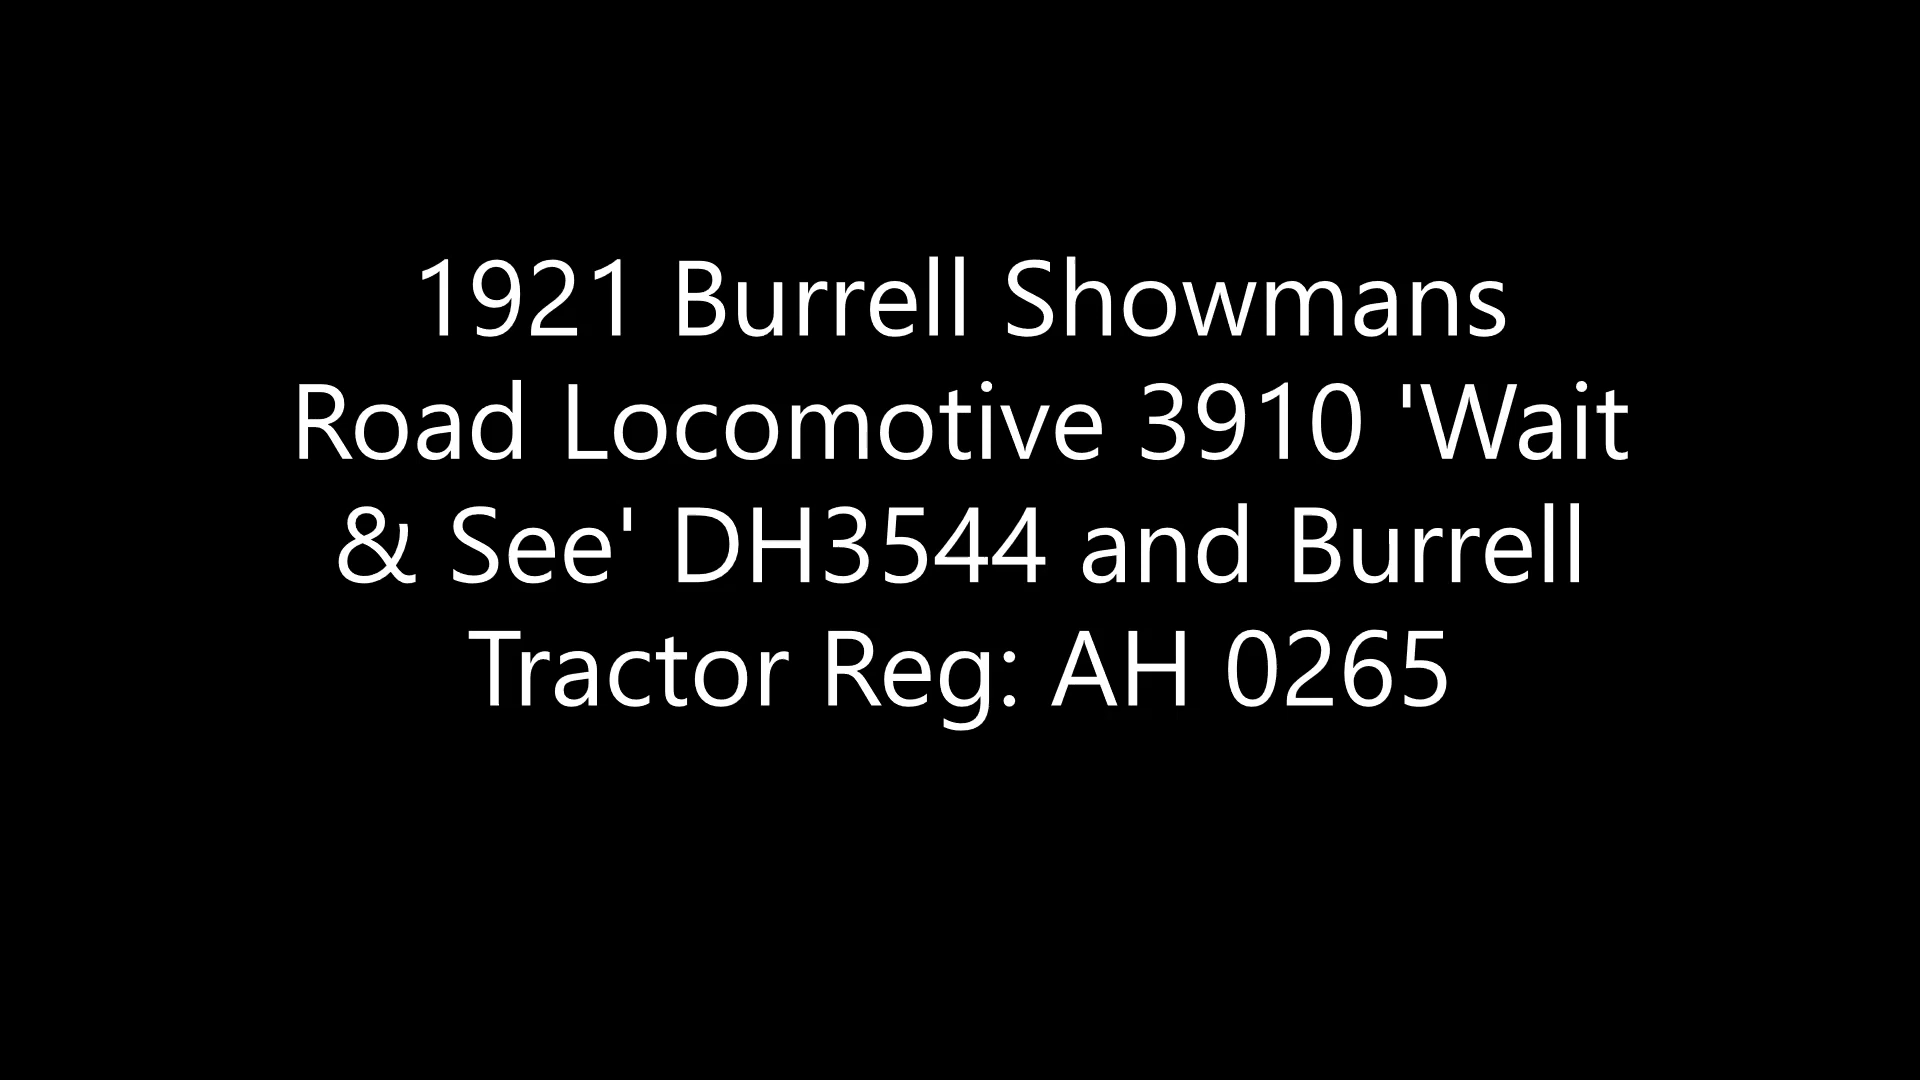 1921 Burrell Showmans
Road Locomotive 3910 'Wait
& See' DH3544 and Burrell
Tractor Reg: AH 0265